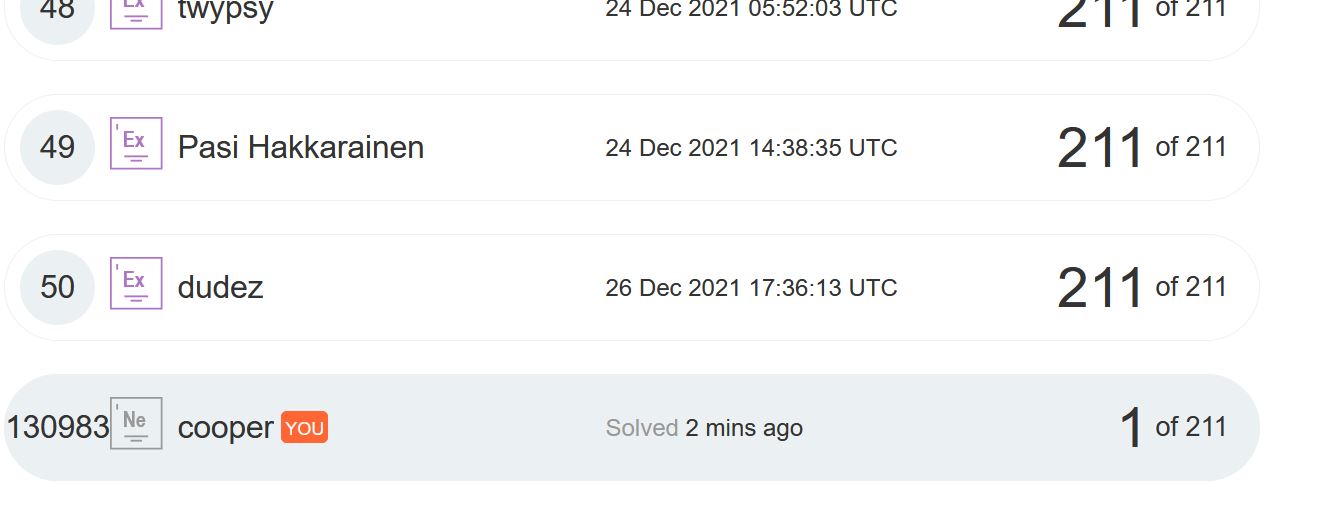 48 Ex twypsy 24 Dec 2021 05:52:03 UTC 211 of 211
49 Ex Pasi Hakkarainen 24 Dec 2021 14:38:35 UTC 211 of 211
50 Ex dudez 26 Dec 2021 17:36:13 UTC 211 of 211
130983 Ne cooper YOU Solved 2 mins ago 1 of 211